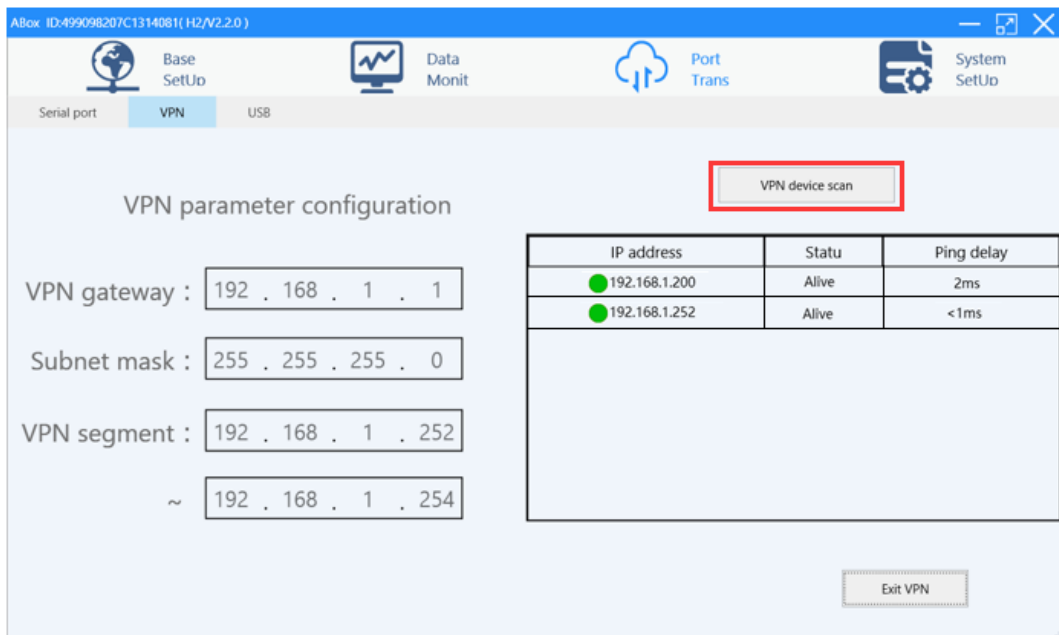 ABox ID:499098207C1314081( H2/V2.2.0 )
Base
SetUp
Data
Monit
Port
Trans
System
SetUp
Serial port VPN USB
VPN parameter configuration
VPN gateway : 192 . 168 . 1 . 1
Subnet mask : 255 . 255 . 255 . 0
VPN segment : 192 . 168 . 1 . 252
~ 192 . 168 . 1 . 254
VPN device scan
IP address Statu Ping delay
192.168.1.200 Alive 2ms
192.168.1.252 Alive <1ms
Exit VPN